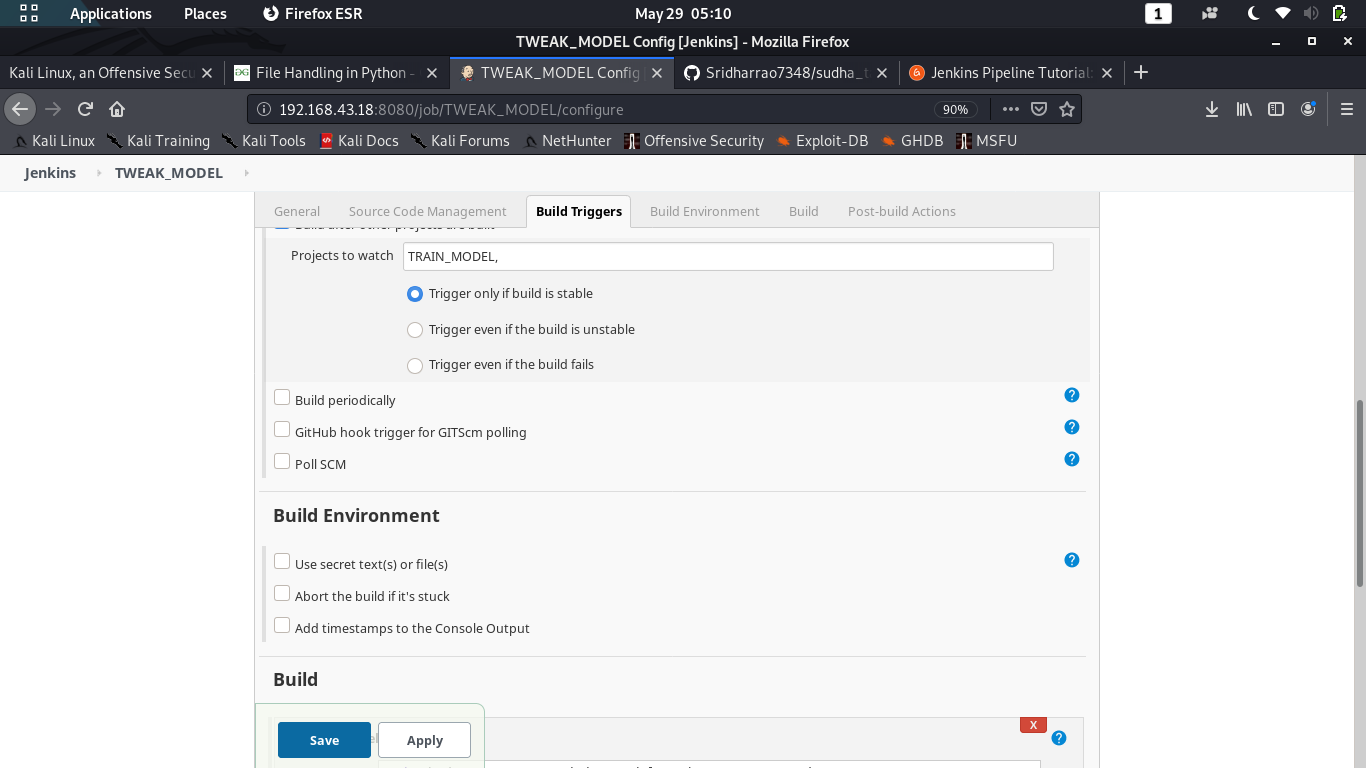 Applications Places Firefox ESR May 29 05:10 1
TWEAK_MODEL Config [Jenkins] - Mozilla Firefox
Kali Linux, an Offensive Secu File Handling in Python - TWEAK_MODEL Config Sridharrao7348/sudha_t Jenkins Pipeline Tutorial:
192.168.43.18:8080/job/TWEAK_MODEL/configure 90%
Kali Linux Kali Training Kali Tools Kali Docs Kali Forums NetHunter Offensive Security Exploit-DB GHDB MSFU
Jenkins TWEAK_MODEL
General Source Code Management Build Triggers Build Environment Build Post-build Actions
Build after other projects are built
Projects to watch TRAIN_MODEL,
Trigger only if build is stable
Trigger even if the build is unstable
Trigger even if the build fails
Build periodically ?
GitHub hook trigger for GITScm polling ?
Poll SCM ?
Build Environment
Use secret text(s) or file(s) ?
Abort the build if it's stuck
Add timestamps to the Console Output
Build
X
Save Apply ?